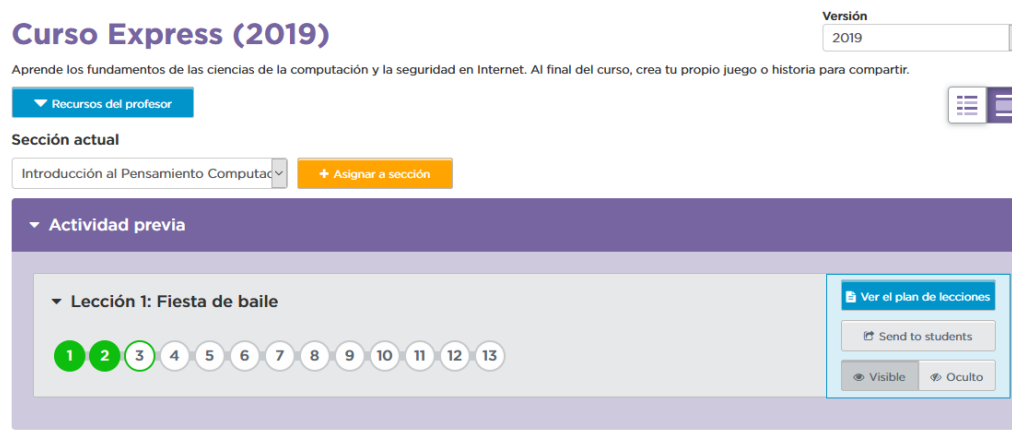 Curso Express (2019)
Versión
2019
Aprende los fundamentos de las ciencias de la computación y la seguridad en Internet. Al final del curso, crea tu propio juego o historia para compartir.
Recursos del profesor
Sección actual
Introducción al Pensamiento Computac
+ Asignar a sección
Actividad previa
Lección 1: Fiesta de baile
Ver el plan de lecciones
Send to students
1 2 3 4 5 6 7 8 9 10 11 12 13
Visible Oculto